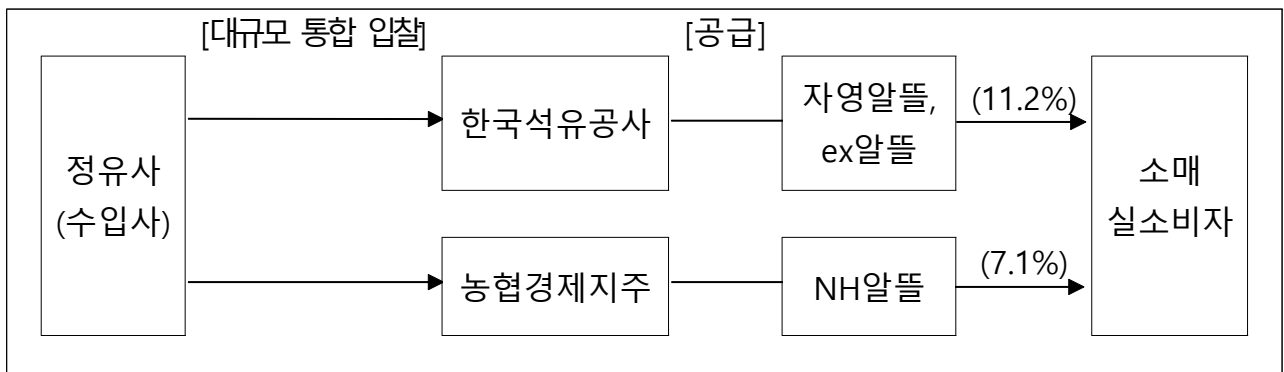 [대규모 통합 입찰]
[공급]
정유사
(수입사)
한국석유공사
자영알뜰,
ex알뜰
(11.2%)
농협경제지주
NH알뜰
(7.1%)
소매
실소비자